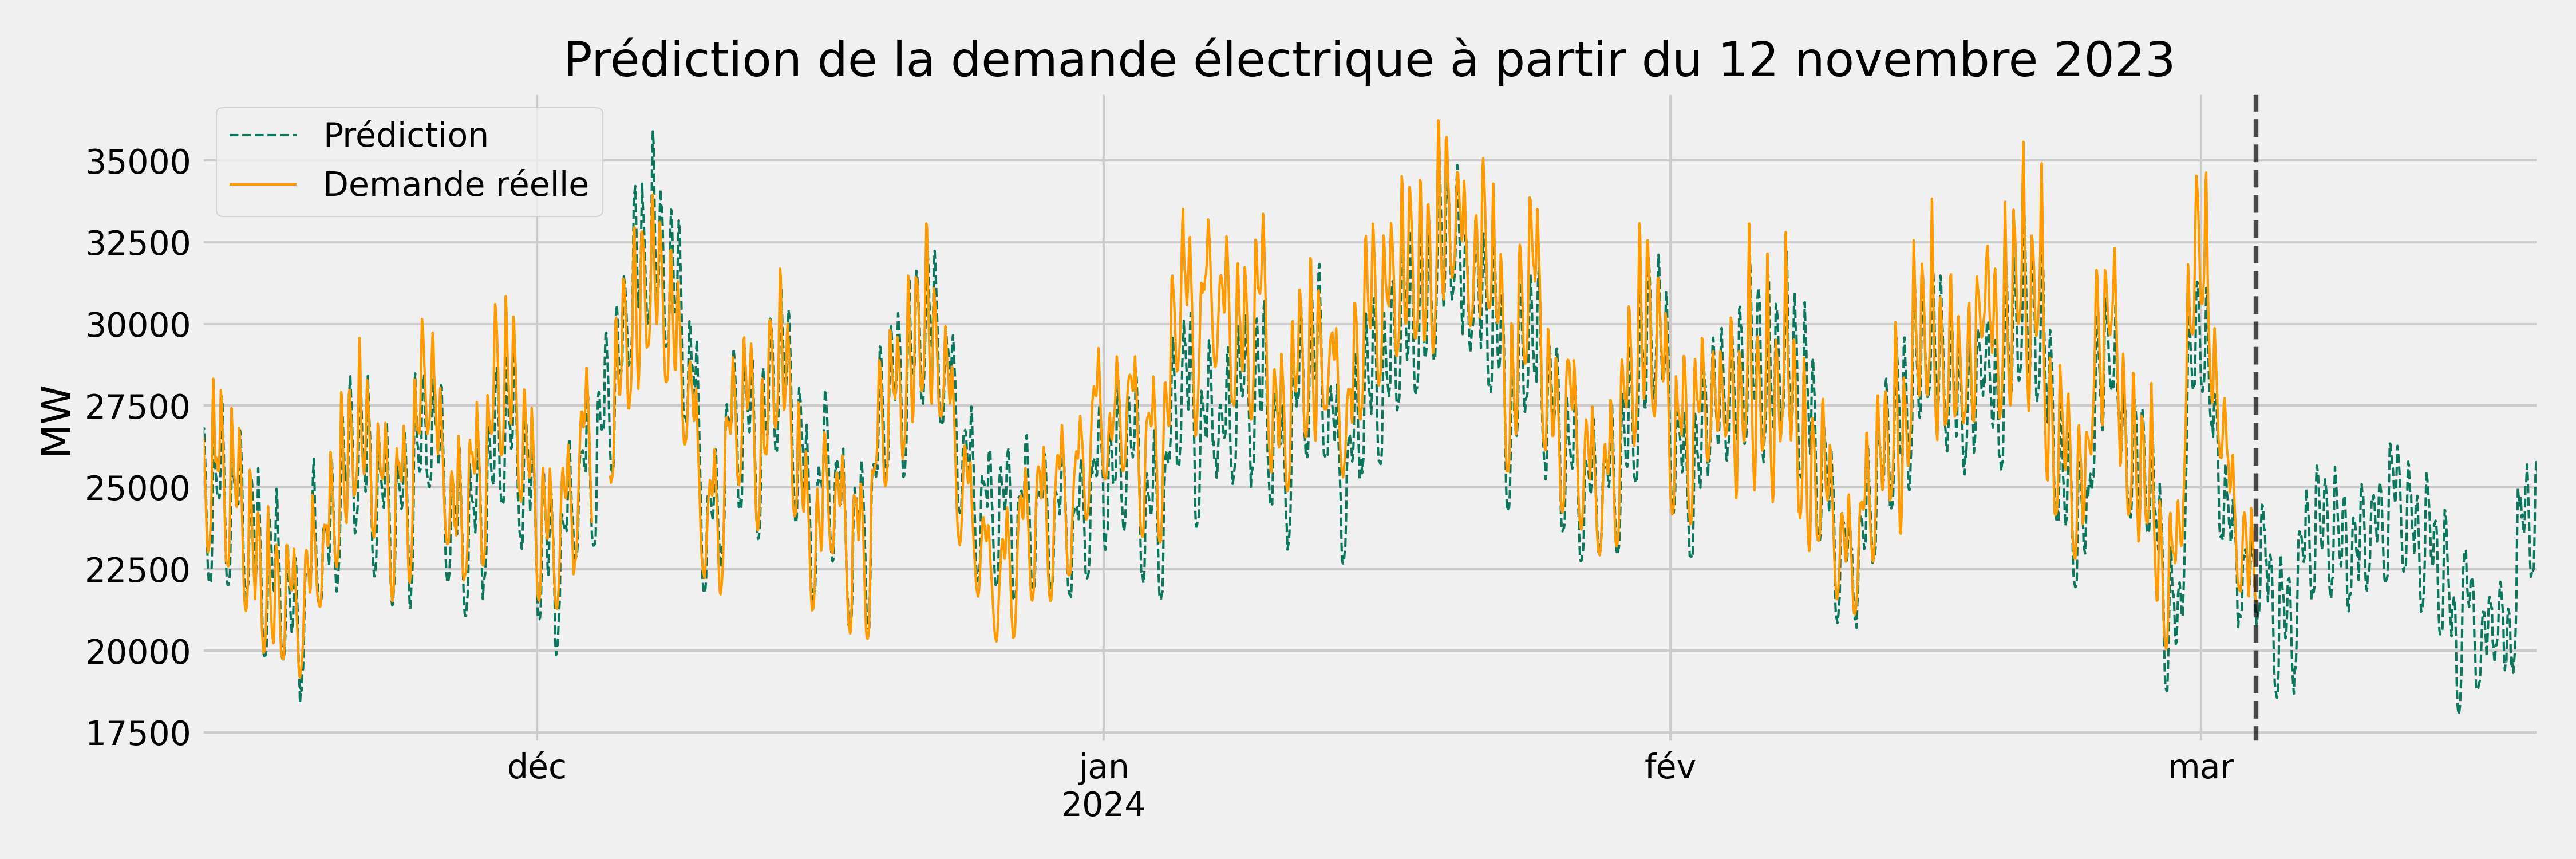 Prédiction de la demande électrique à partir du 12 novembre 2023
Prédiction
Demande réelle
MW
35000
32500
30000
27500
25000
22500
20000
17500
déc
jan
2024
fév
mar